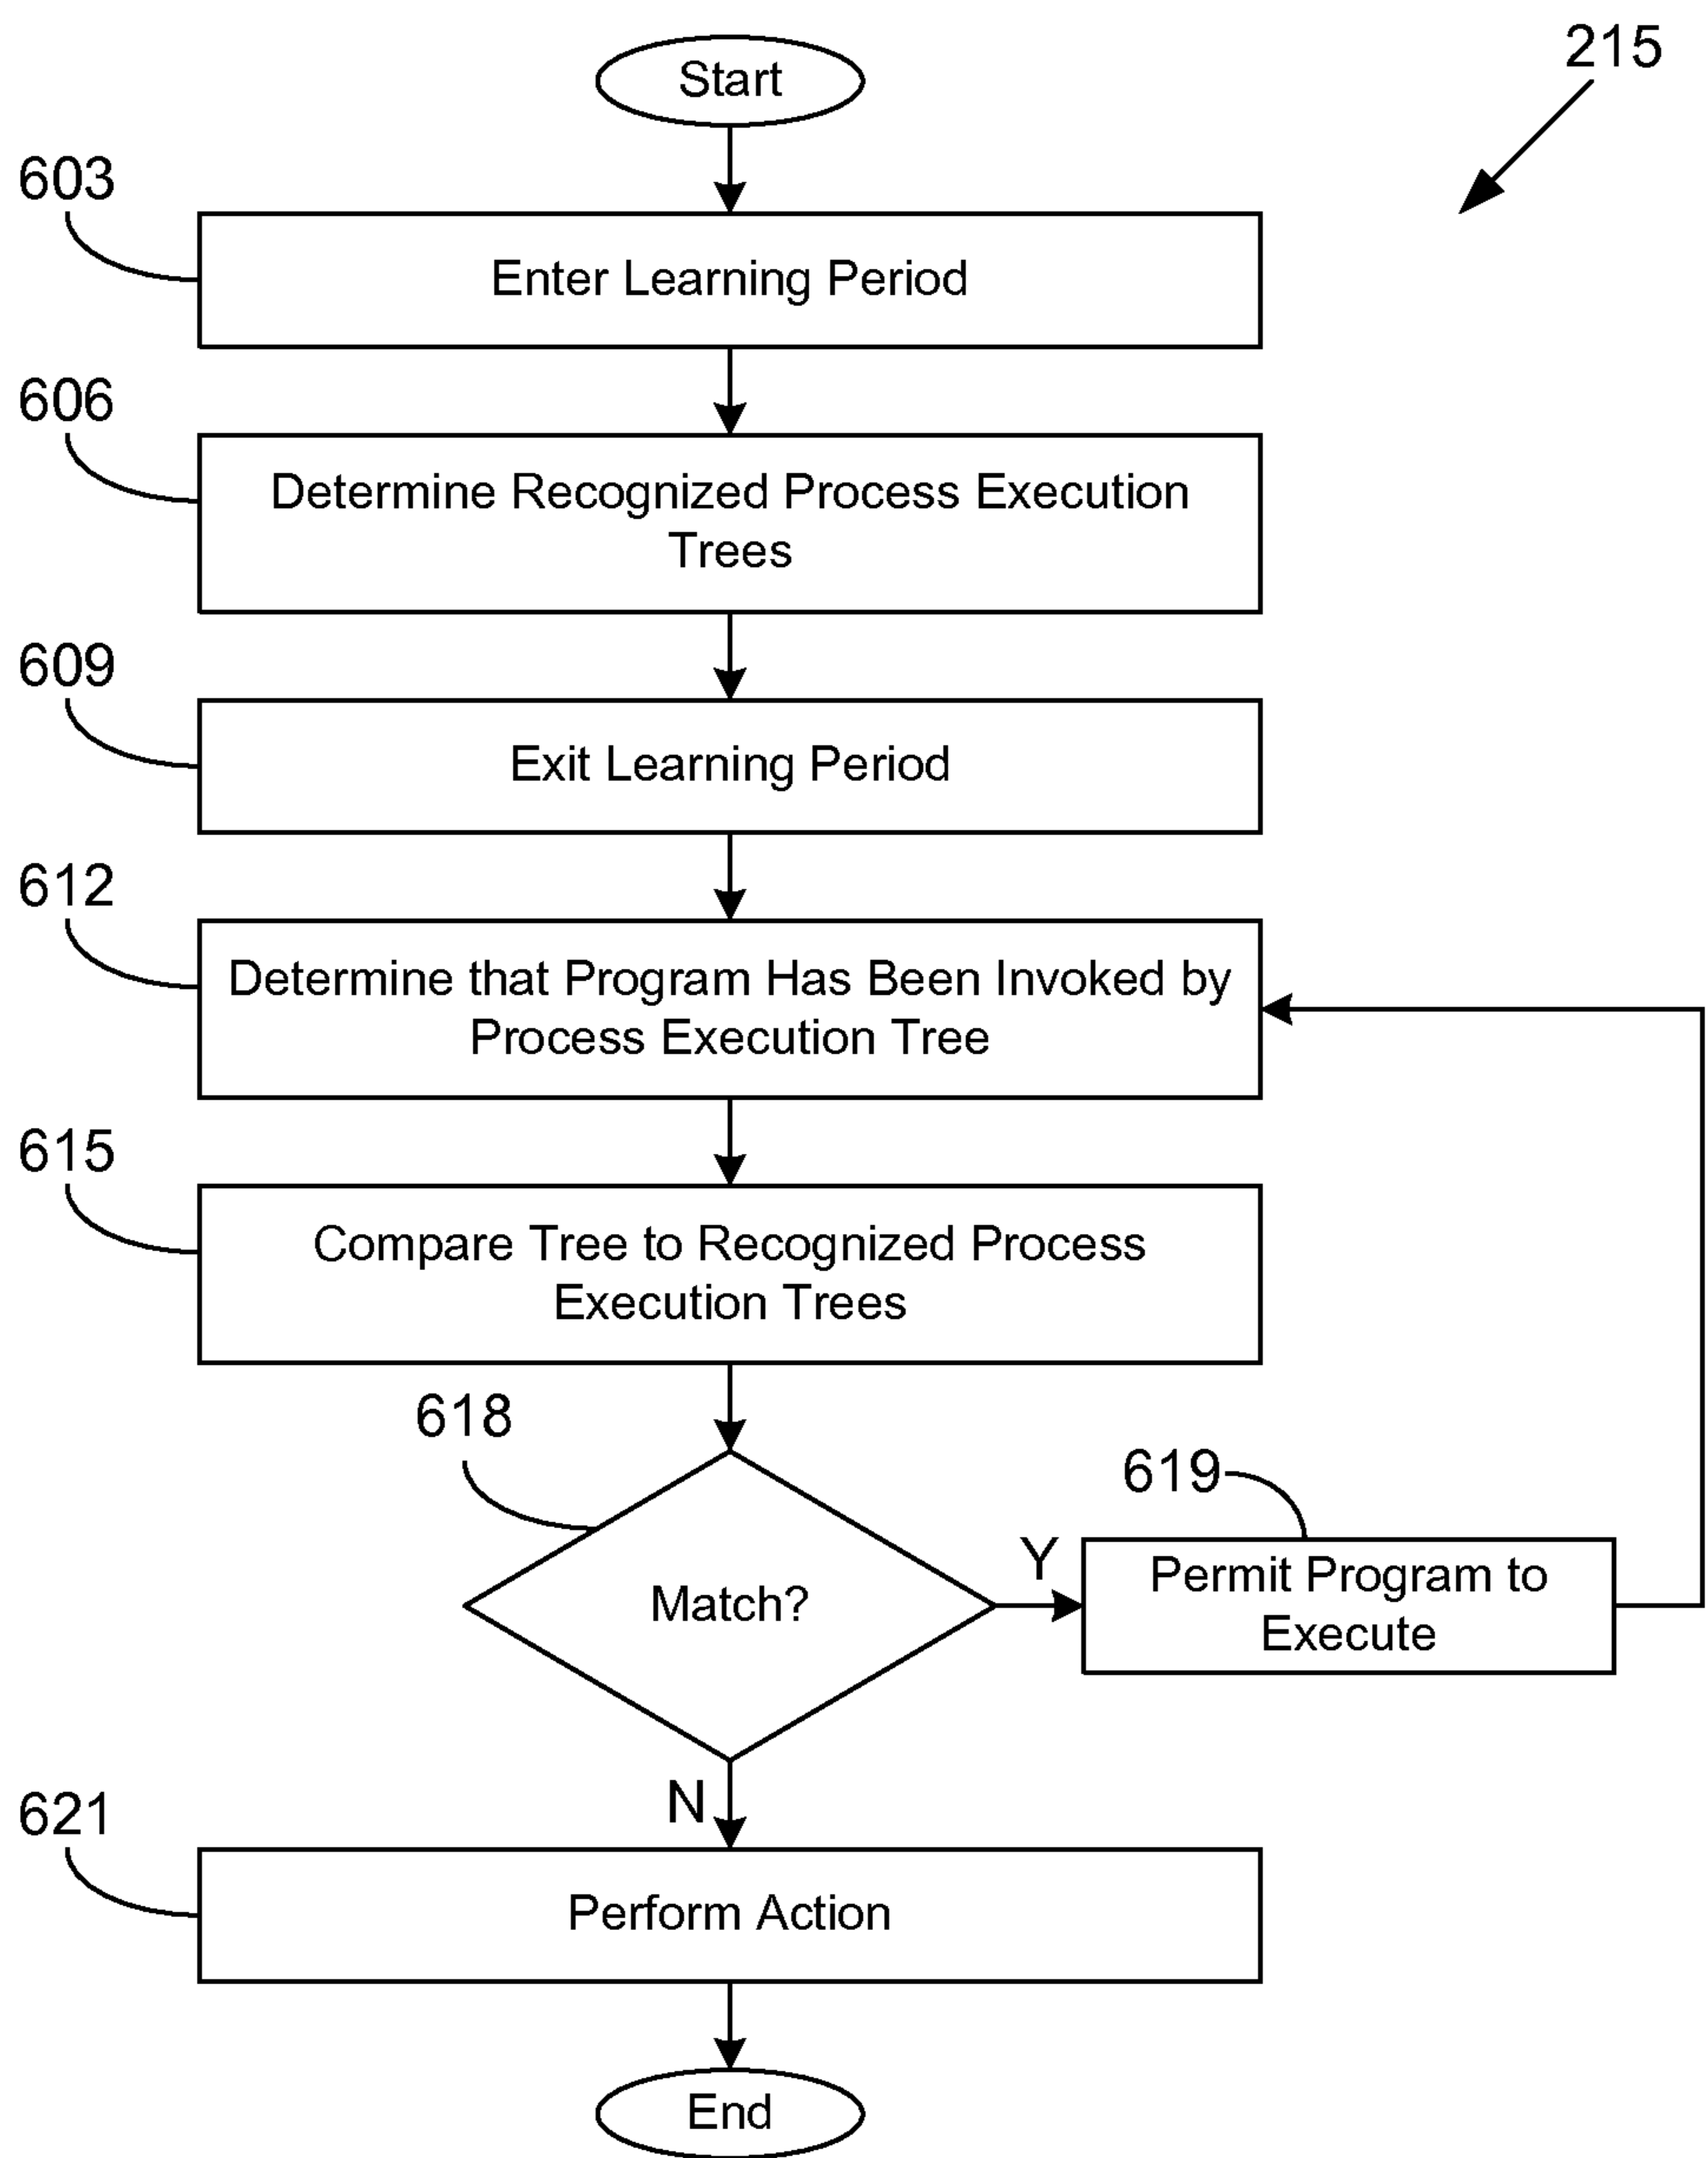 215
Start
603
Enter Learning Period
606
Determine Recognized Process Execution
Trees
609
Exit Learning Period
612
Determine that Program Has Been Invoked by
Process Execution Tree
615
Compare Tree to Recognized Process
Execution Trees
618
Match?
Y
619
Permit Program to
Execute
N
621
Perform Action
End